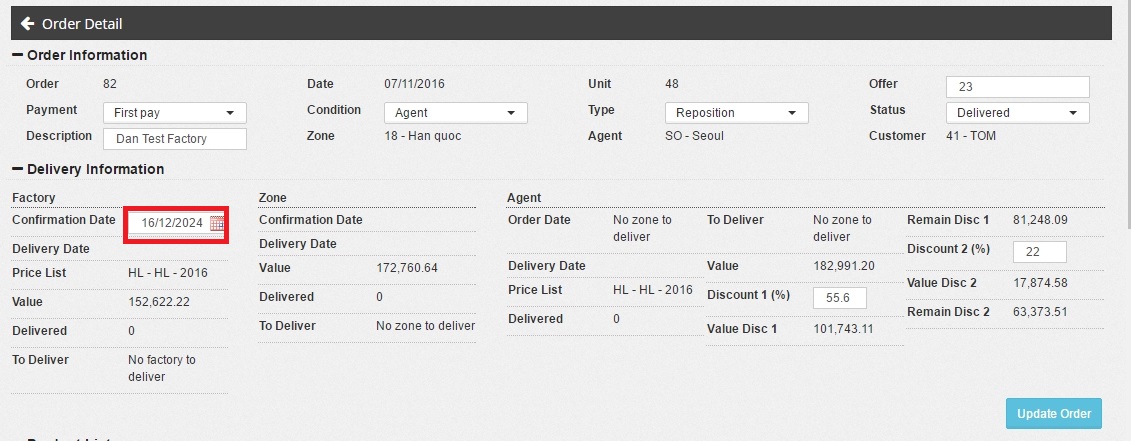 Order Detail
Order Information
Order 82 Date 07/11/2016 Unit 48 Offer 23
Payment First pay Condition Agent Type Reposition Status Delivered
Description Dan Test Factory Zone 18 - Han quoc Agent SO - Seoul Customer 41 - TOM
Delivery Information
Factory
Confirmation Date 16/12/2024
Delivery Date
Price List HL - HL - 2016
Value 152,622.22
Delivered 0
To Deliver No factory to
deliver
Zone
Confirmation Date
Delivery Date
Value 172,760.64
Delivered 0
To Deliver No zone to deliver
Agent
Order Date No zone to
deliver
Delivery Date
Price List HL - HL - 2016
Delivered 0
To Deliver No zone to
deliver
Value 182,991.20
Discount 1 (%) 55.6
Value Disc 1 101,743.11
Remain Disc 1 81,248.09
Discount 2 (%) 22
Value Disc 2 17,874.58
Remain Disc 2 63,373.51
Update Order